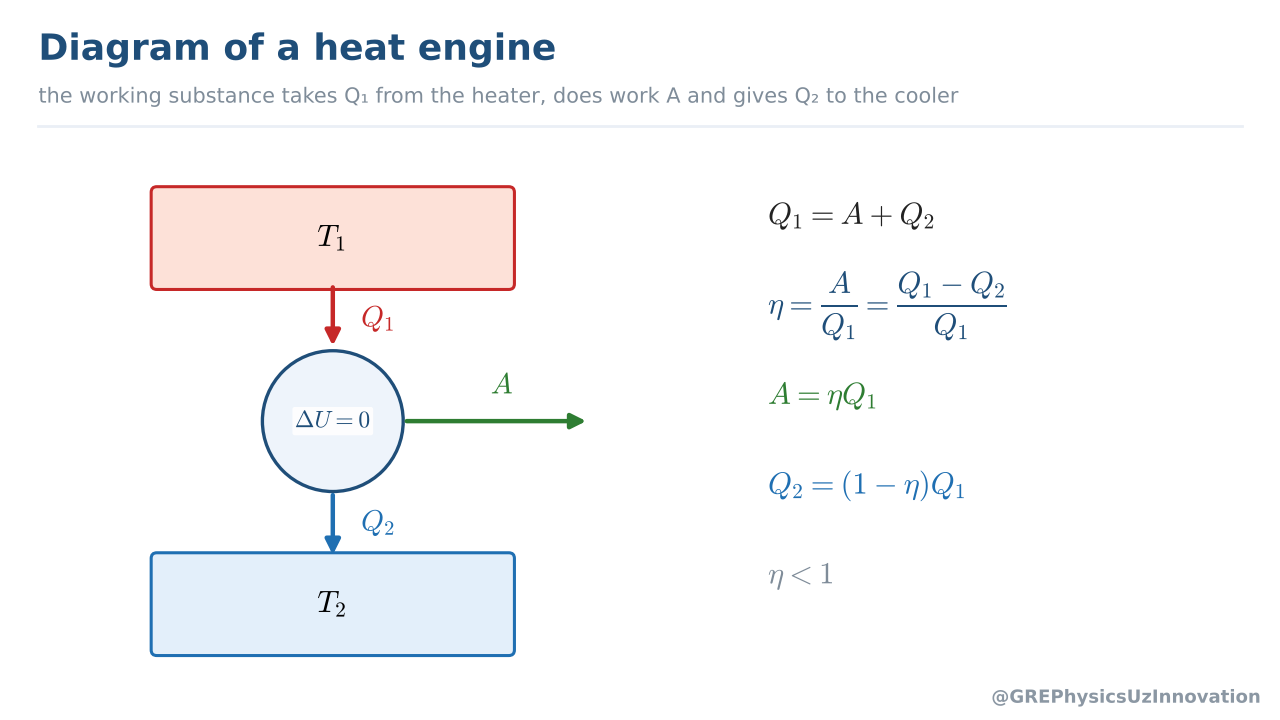 Diagram of a heat engine
the working substance takes Q₁ from the heater, does work A and gives Q₂ to the cooler
T₁
Q₁
ΔU = 0
A
Q₂
T₂
Q₁ = A + Q₂
η = A/Q₁ = (Q₁ − Q₂)/Q₁
A = ηQ₁
Q₂ = (1 − η)Q₁
η < 1
@GREPhysicsUzInnovation